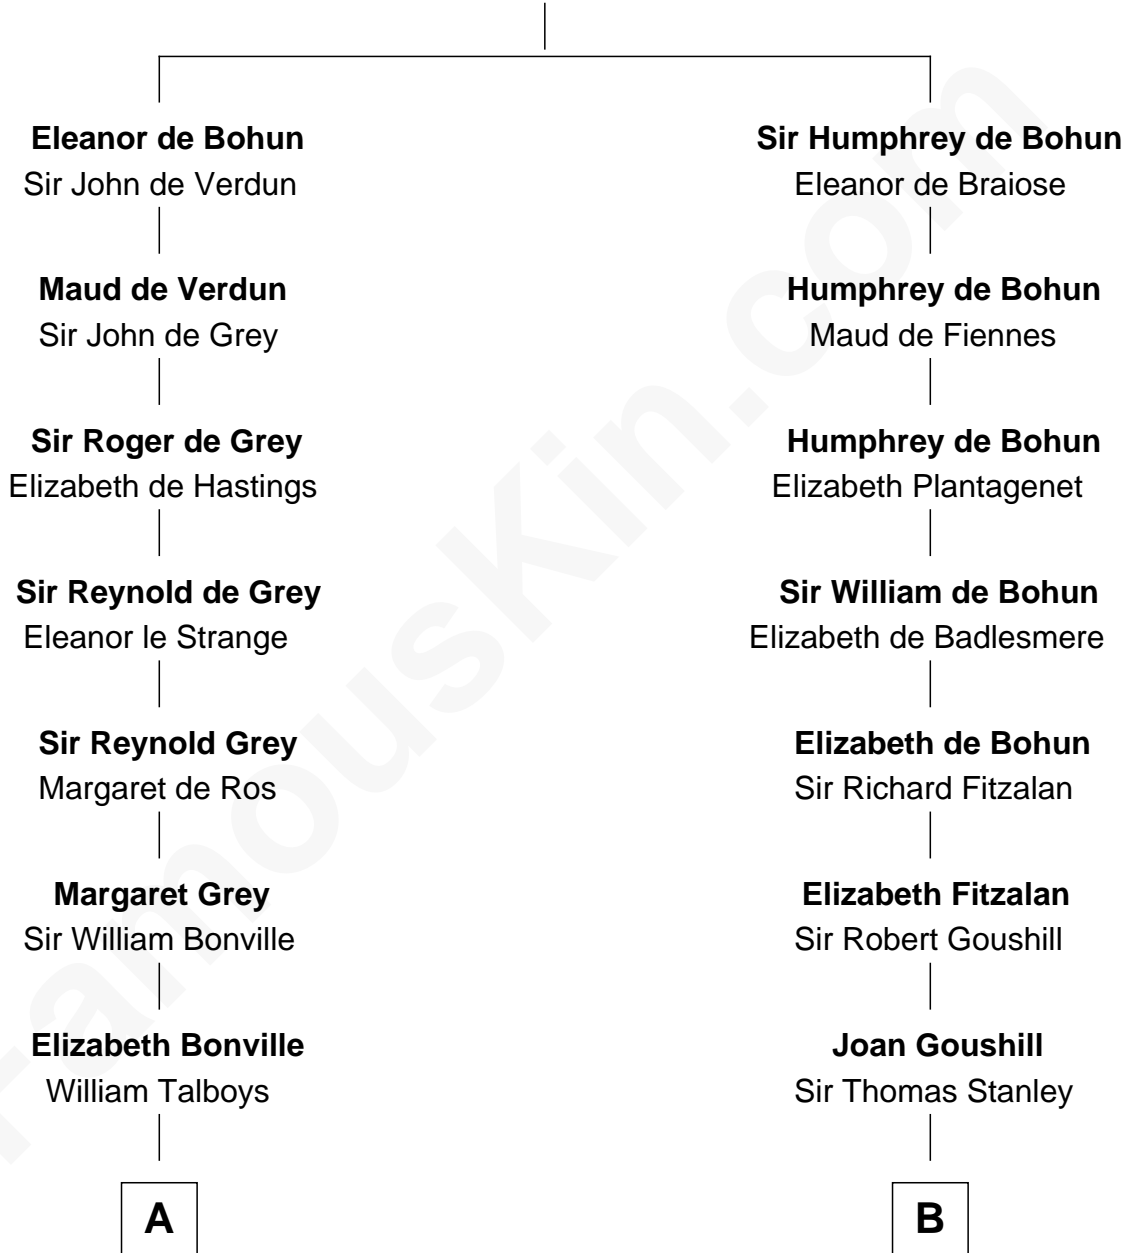 Eleanor de Bohun
Sir John de Verdun
Maud de Verdun
Sir John de Grey
Sir Roger de Grey
Elizabeth de Hastings
Sir Reynold de Grey
Eleanor le Strange
Sir Reynold Grey
Margaret de Ros
Margaret Grey
Sir William Bonville
Elizabeth Bonville
William Talboys
A
Sir Humphrey de Bohun
Eleanor de Braiose
Humphrey de Bohun
Maud de Fiennes
Humphrey de Bohun
Elizabeth Plantagenet
Sir William de Bohun
Elizabeth de Badlesmere
Elizabeth de Bohun
Sir Richard Fitzalan
Elizabeth Fitzalan
Sir Robert Goushill
Joan Goushill
Sir Thomas Stanley
B
FamousKin.com